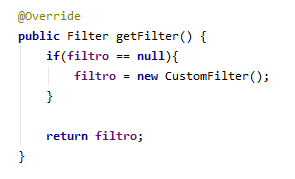 @Override
public Filter getFilter() {
    if(filtro == null){
        filtro = new CustomFilter();
    }

    return filtro;
}